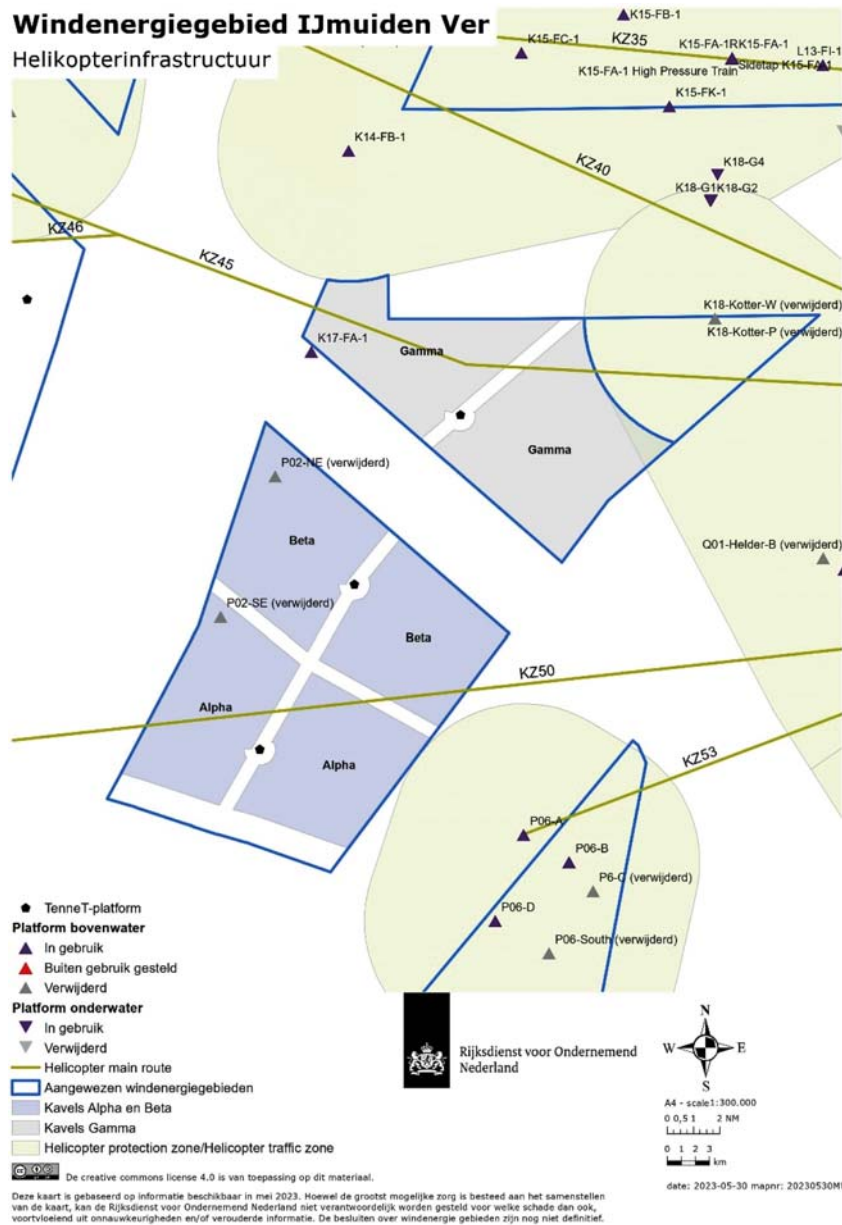 Windenergiegebied IJmuiden Ver
Helikopterinfrastructuur
K15-FB-1
KZ35
K15-FC-1
K15-FA-1RK15-FA-1
L13-FI-1
Sidetap K15-FA-1
K15-FA-1 High Pressure Train
K15-FK-1
K14-FB-1
KZ40
K18-G4
K18-G1K18-G2
KZ46
KZ45
K18-Kotter-W (verwijderd)
K18-Kotter-P (verwijderd)
K17-FA-1
Gamma
Gamma
P02-NE (verwijderd)
Beta
Q01-Helder-B (verwijderd)
P02-SE (verwijderd)
Beta
KZ50
Alpha
Alpha
KZ53
P06-A
P06-B
P6-C (verwijderd)
P06-D
P06-South (verwijderd)
TenneT-platform
Platform bovenwater
In gebruik
Buiten gebruik gesteld
Verwijderd
Platform onderwater
In gebruik
Verwijderd
Helicopter main route
Aangewezen windenergiegebieden
Kavels Alpha en Beta
Kavels Gamma
Helicopter protection zone/Helicopter traffic zone
Rijksdienst voor Ondernemend
Nederland
N
W E
S
A4 - scale1:300.000
0 0,5 1 2 NM
0 1 2 3
km
De creative commons license 4.0 is van toepassing op dit materiaal.
date: 2023-05-30 mapnr: 20230530M
Deze kaart is gebaseerd op informatie beschikbaar in mei 2023. Hoewel de grootst mogelijke zorg is besteed aan het samenstellen
van de kaart, kan de Rijksdienst voor Ondernemend Nederland niet verantwoordelijk worden gesteld voor welke schade dan ook,
voortvloeiend uit onnauwkeurigheden en/of verouderde informatie. De besluiten over windenergie gebieden zijn nog niet definitief.